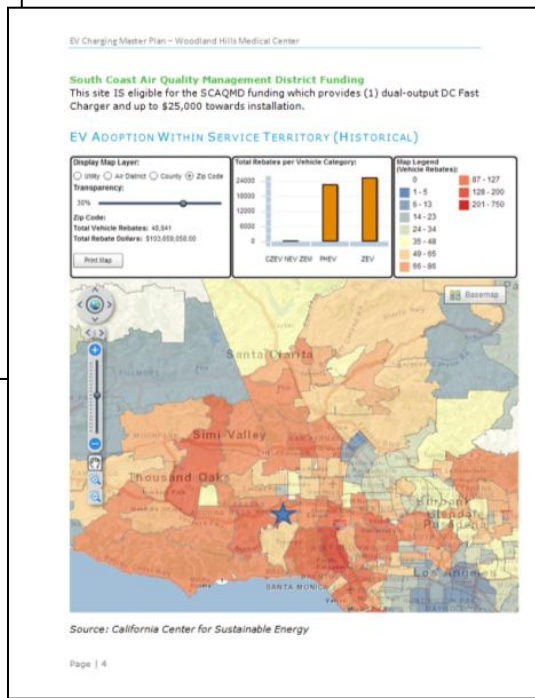 EV Charging Master Plan – Woodland Hills Medical Center
South Coast Air Quality Management District Funding
This site IS eligible for the SCAQMD funding which provides (1) dual-output DC Fast
Charger and up to $25,000 towards installation.
EV ADOPTION WITHIN SERVICE TERRITORY (HISTORICAL)
Display Map Layer:
Utility Air District County Zip Code
Transparency:
30%
Zip Code:
Total Vehicle Rebates:
Total Rebate Dollars:
Print Map
Total Rebates per Vehicle Category:
24000
18000
12000
6000
0
CZEV NEV ZEM PHEV ZEV
Map Legend
(Vehicle Rebates):
0
1 - 5
6 - 13
14 - 23
24 - 34
35 - 48
49 - 65
66 - 86
87 - 127
128 - 200
201 - 750
Basemap
Santa Clarita
Simi Valley
Thousand Oaks
Burbank
Glendale
Pasadena
Los Angeles
SANTA MONICA
Source: California Center for Sustainable Energy
Page | 4